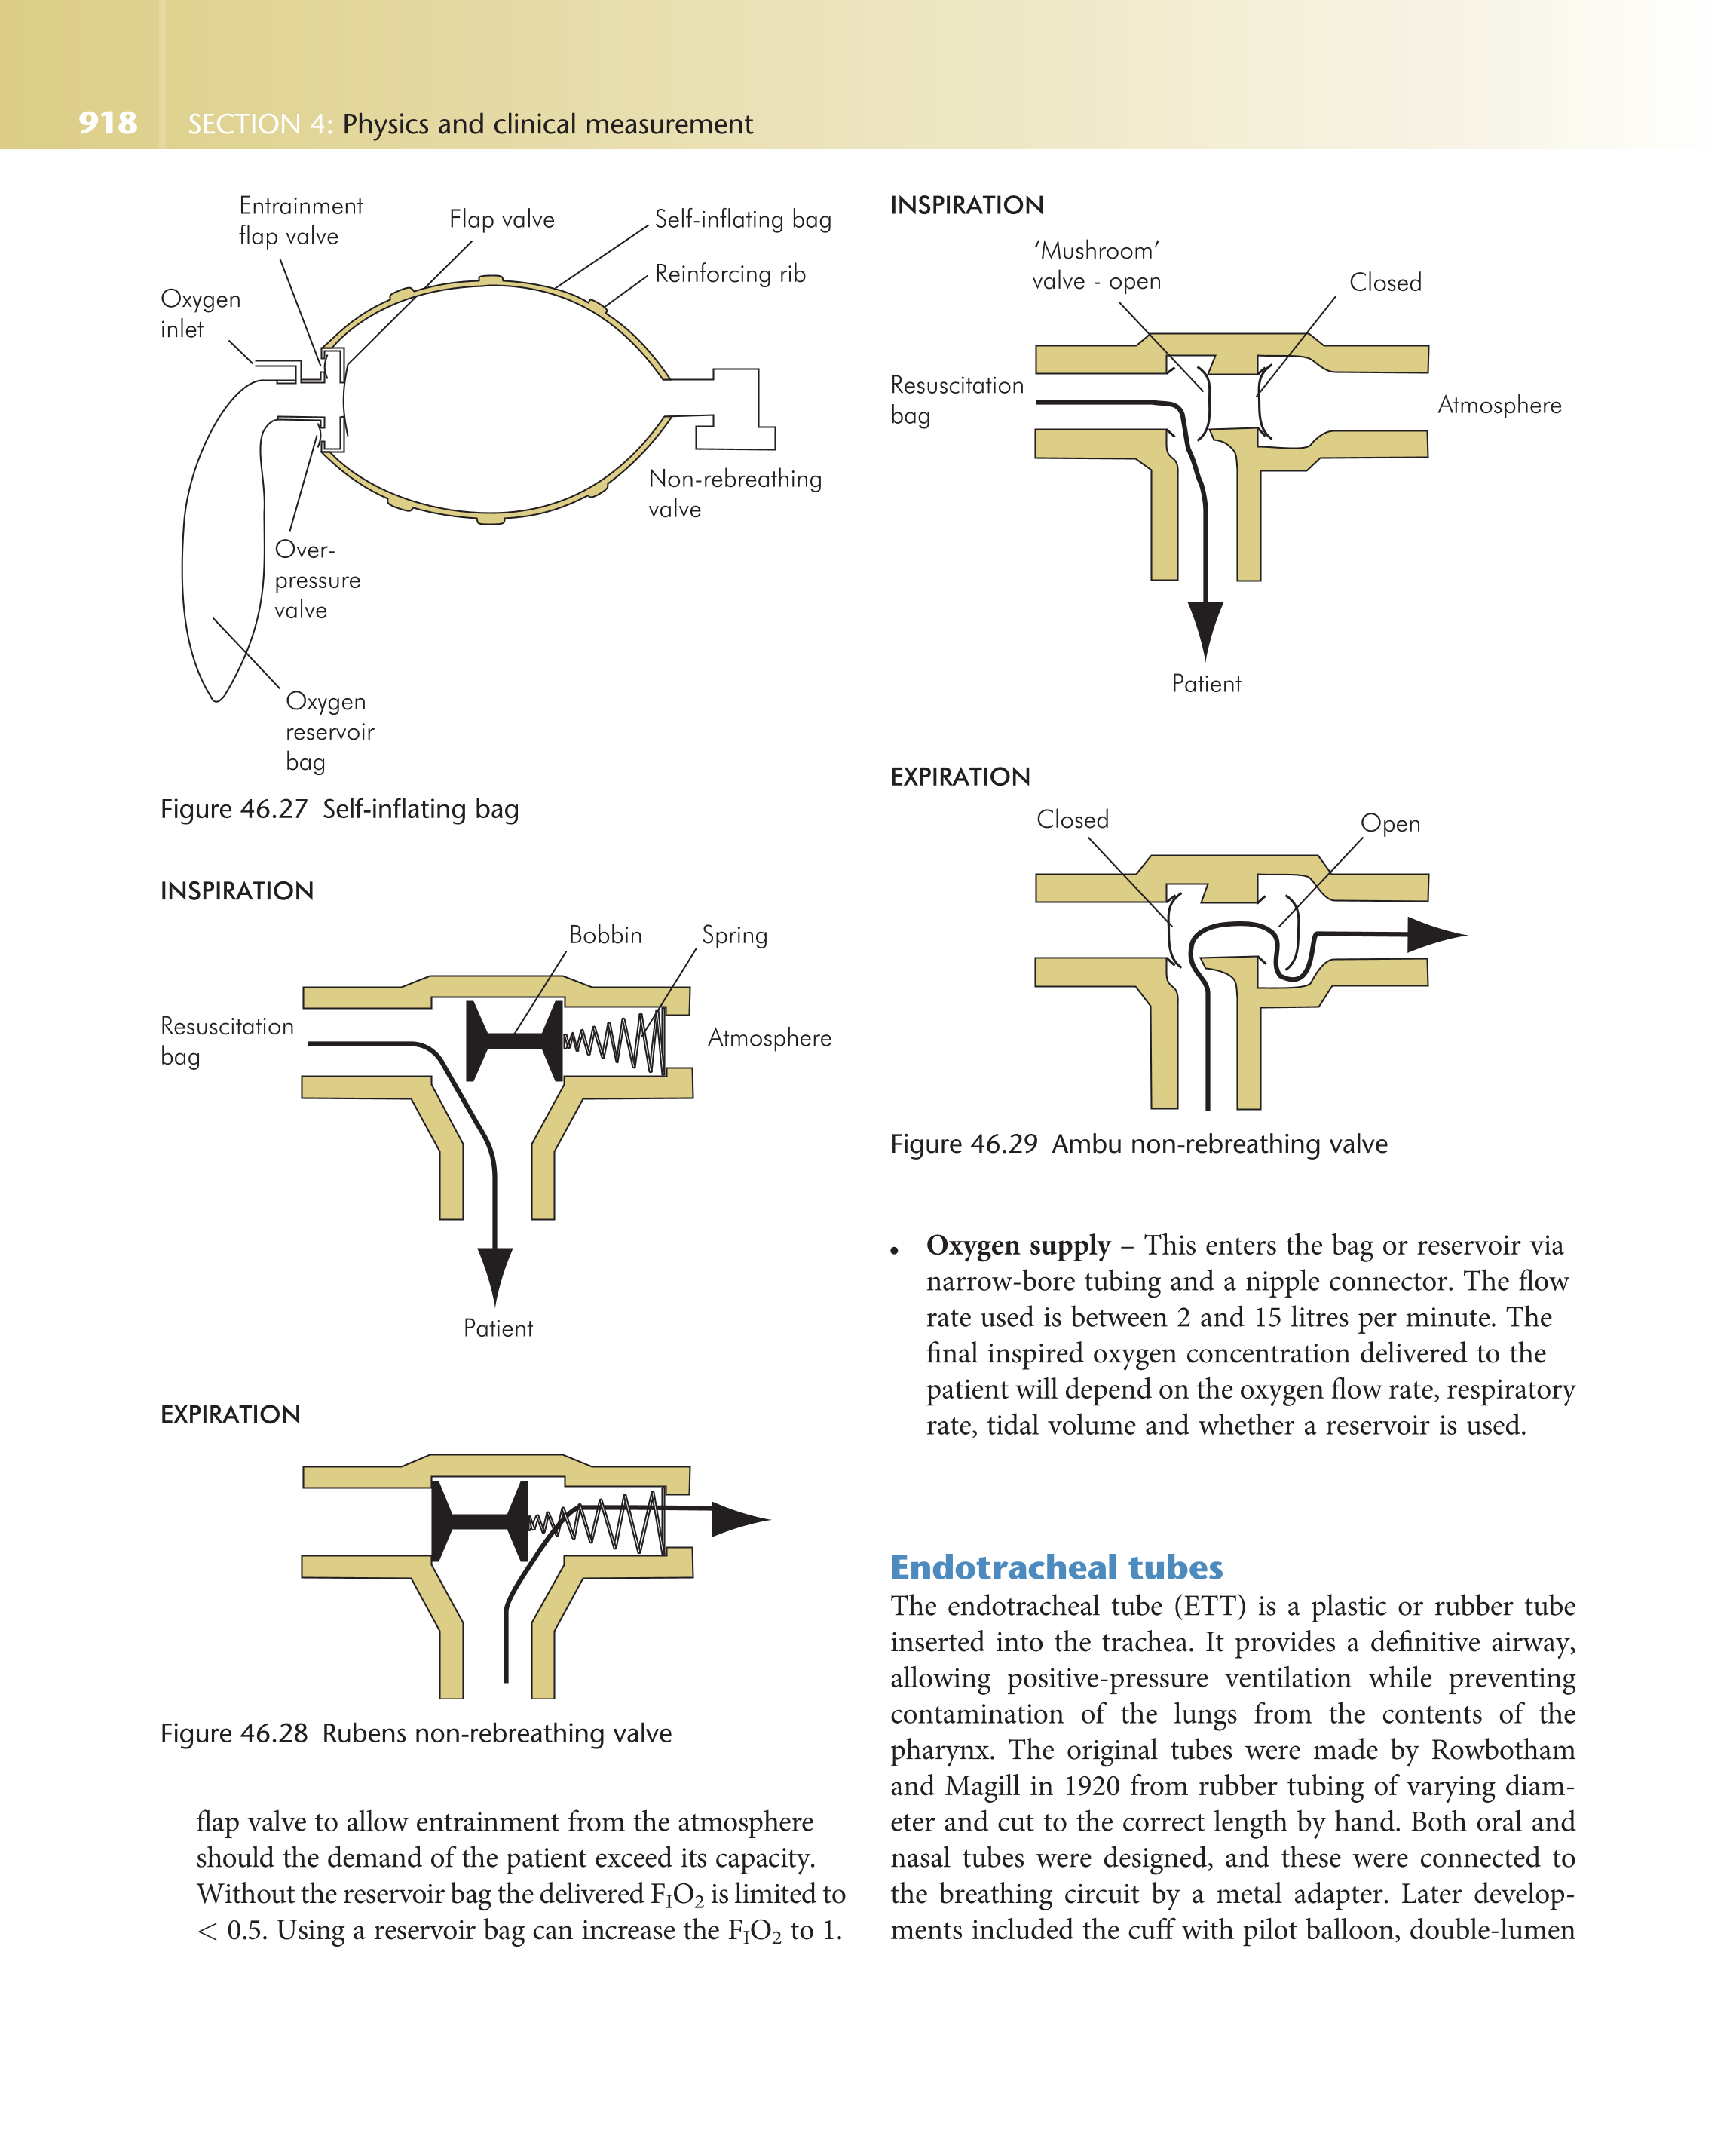 918 SECTION 4: Physics and clinical measurement
Entrainment
flap valve
Flap valve
Self-inflating bag
Reinforcing rib
Oxygen
inlet
Non-rebreathing
valve
Over-
pressure
valve
Oxygen
reservoir
bag
Figure 46.27 Self-inflating bag
INSPIRATION
Bobbin
Spring
Resuscitation
bag
Atmosphere
Patient
EXPIRATION
Figure 46.28 Rubens non-rebreathing valve
flap valve to allow entrainment from the atmosphere
should the demand of the patient exceed its capacity.
Without the reservoir bag the delivered FIO2 is limited to
< 0.5. Using a reservoir bag can increase the FIO2 to 1.
INSPIRATION
‘Mushroom’
valve - open
Closed
Resuscitation
bag
Atmosphere
Patient
EXPIRATION
Closed
Open
Figure 46.29 Ambu non-rebreathing valve
• Oxygen supply – This enters the bag or reservoir via
narrow-bore tubing and a nipple connector. The flow
rate used is between 2 and 15 litres per minute. The
final inspired oxygen concentration delivered to the
patient will depend on the oxygen flow rate, respiratory
rate, tidal volume and whether a reservoir is used.
Endotracheal tubes
The endotracheal tube (ETT) is a plastic or rubber tube
inserted into the trachea. It provides a definitive airway,
allowing positive-pressure ventilation while preventing
contamination of the lungs from the contents of the
pharynx. The original tubes were made by Rowbotham
and Magill in 1920 from rubber tubing of varying diam-
eter and cut to the correct length by hand. Both oral and
nasal tubes were designed, and these were connected to
the breathing circuit by a metal adapter. Later develop-
ments included the cuff with pilot balloon, double-lumen